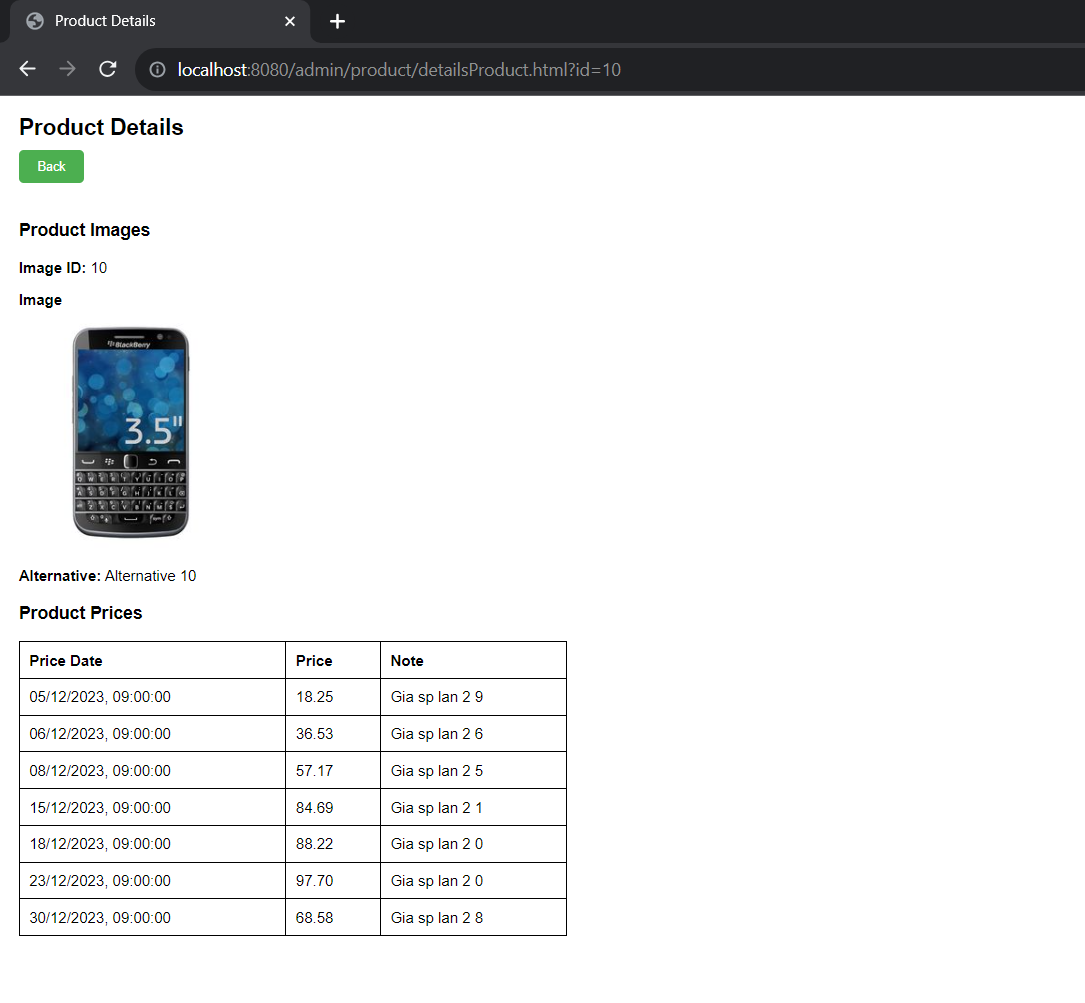 Product Details
localhost:8080/admin/product/detailsProduct.html?id=10
Product Details
Back
Product Images
Image ID: 10
Image
BlackBerry
3.5"
Alternative: Alternative 10
Product Prices
Price Date Price Note
05/12/2023, 09:00:00 18.25 Gia sp lan 2 9
06/12/2023, 09:00:00 36.53 Gia sp lan 2 6
08/12/2023, 09:00:00 57.17 Gia sp lan 2 5
15/12/2023, 09:00:00 84.69 Gia sp lan 2 1
18/12/2023, 09:00:00 88.22 Gia sp lan 2 0
23/12/2023, 09:00:00 97.70 Gia sp lan 2 0
30/12/2023, 09:00:00 68.58 Gia sp lan 2 8